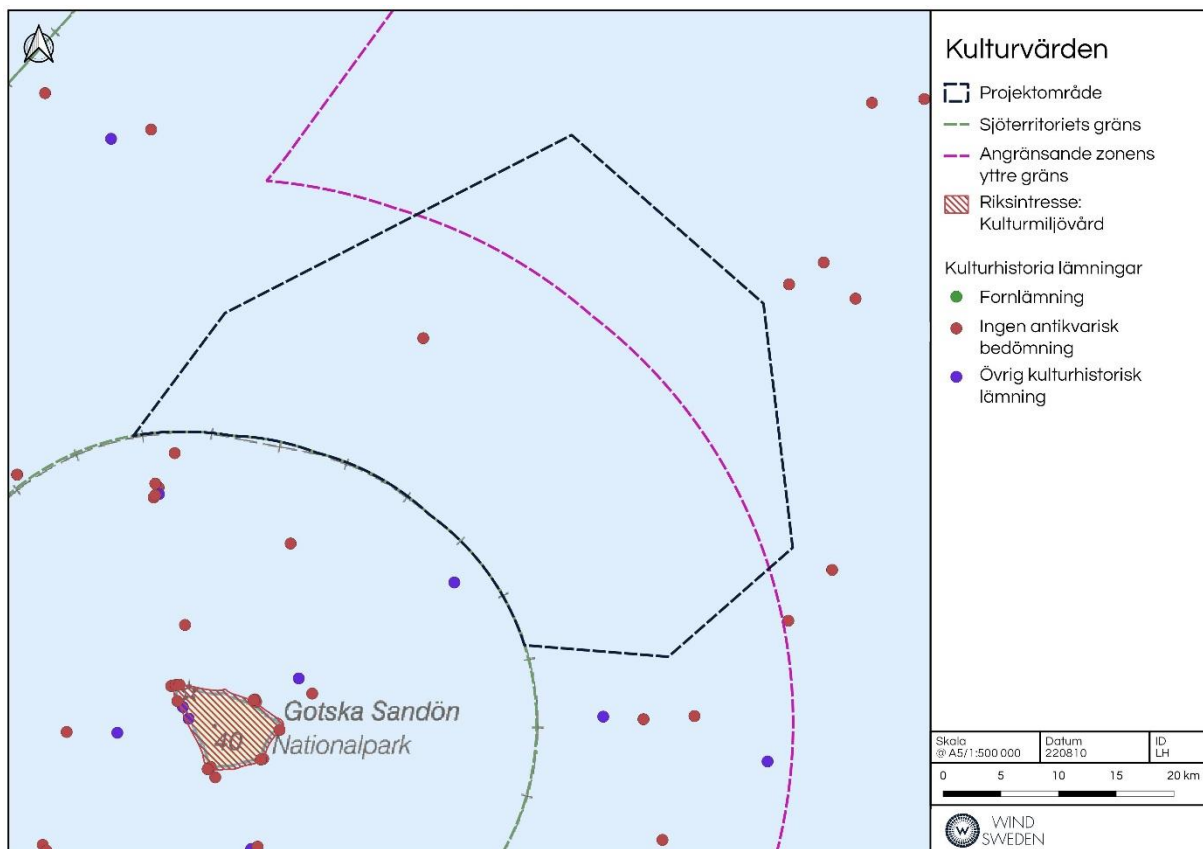 Kulturvärden
Projektområde
Sjöterritoriets gräns
Angränsande zonens
yttre gräns
Riksintresse:
Kulturmiljövård
Kulturhistoria lämningar
Fornlämning
Ingen antikvarisk
bedömning
Övrig kulturhistorisk
lämning
Gotska Sandön
Nationalpark
40
Skala
@ A5/1:500 000
Datum
220810
ID
LH
0 5 10 15 20 km
W
WIND
SWEDEN